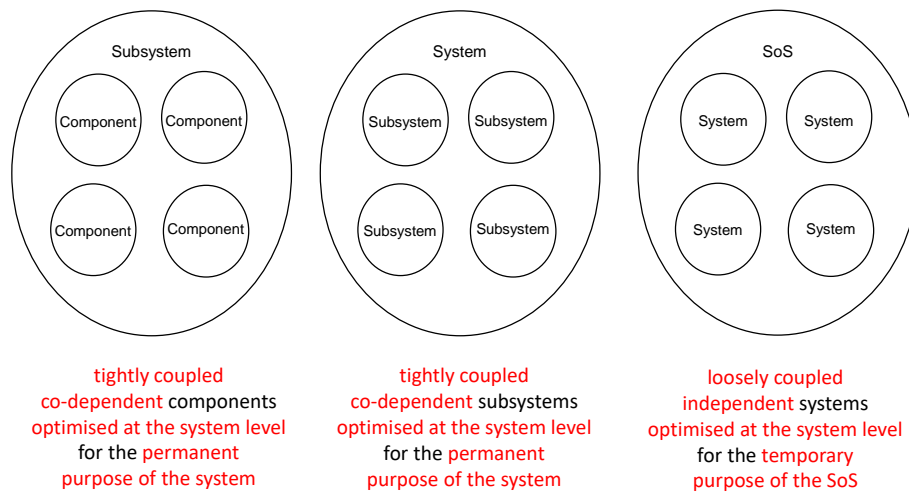 Subsystem
Component
Component
Component
Component
tightly coupled
co-dependent components
optimised at the system level
for the permanent
purpose of the system
System
Subsystem
Subsystem
Subsystem
Subsystem
tightly coupled
co-dependent subsystems
optimised at the system level
for the permanent
purpose of the system
SoS
System
System
System
System
loosely coupled
independent systems
optimised at the system level
for the temporary
purpose of the SoS